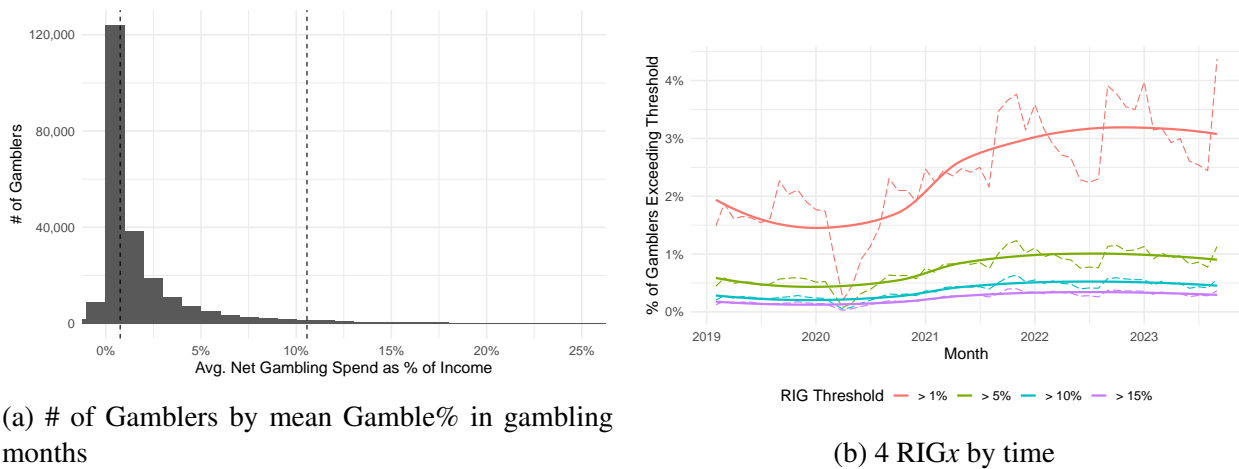 120,000
80,000
40,000
0
# of Gamblers
0%
5%
10%
15%
20%
25%
Avg. Net Gambling Spend as % of Income
(a) # of Gamblers by mean Gamble% in gambling
months
4%
3%
2%
1%
0%
% of Gamblers Exceeding Threshold
2019
2020
2021
2022
2023
Month
RIG Threshold > 1% > 5% > 10% > 15%
(b) 4 RIGx by time